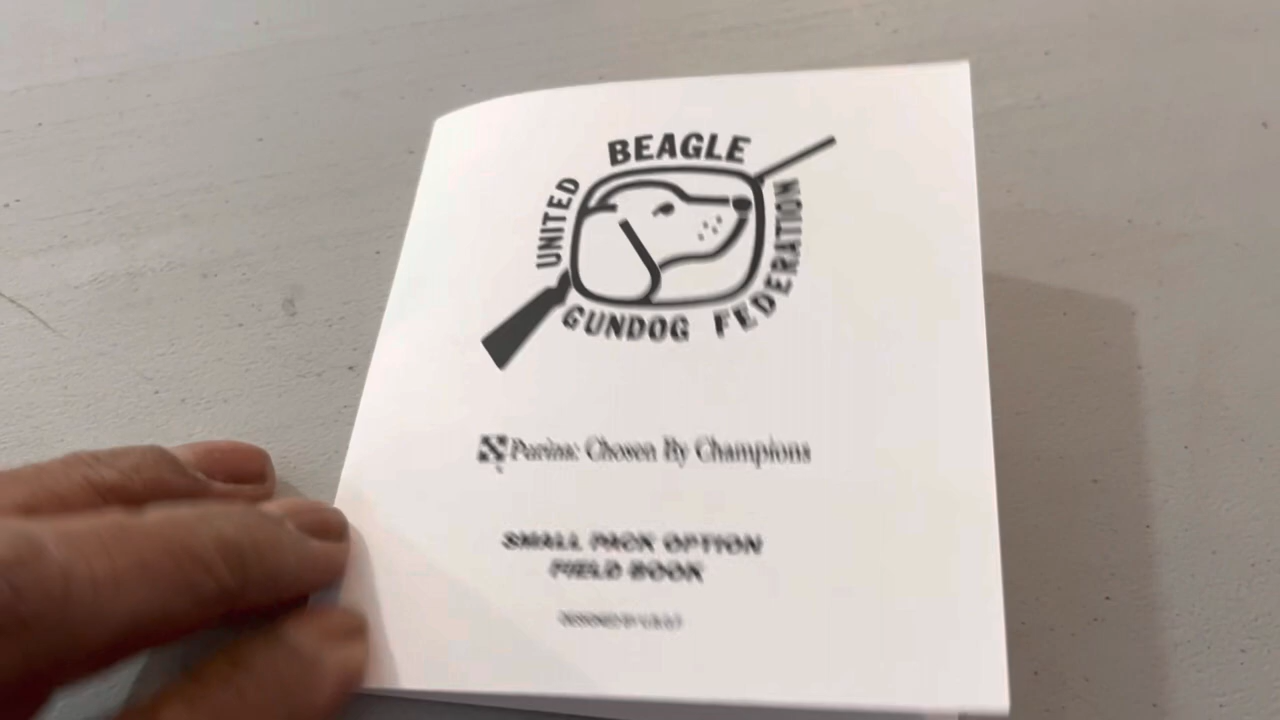 UNITED BEAGLE
GUNDOG FEDERATION
Purina: Chosen By Champions
SMALL PACK OPTION
FIELD BOOK